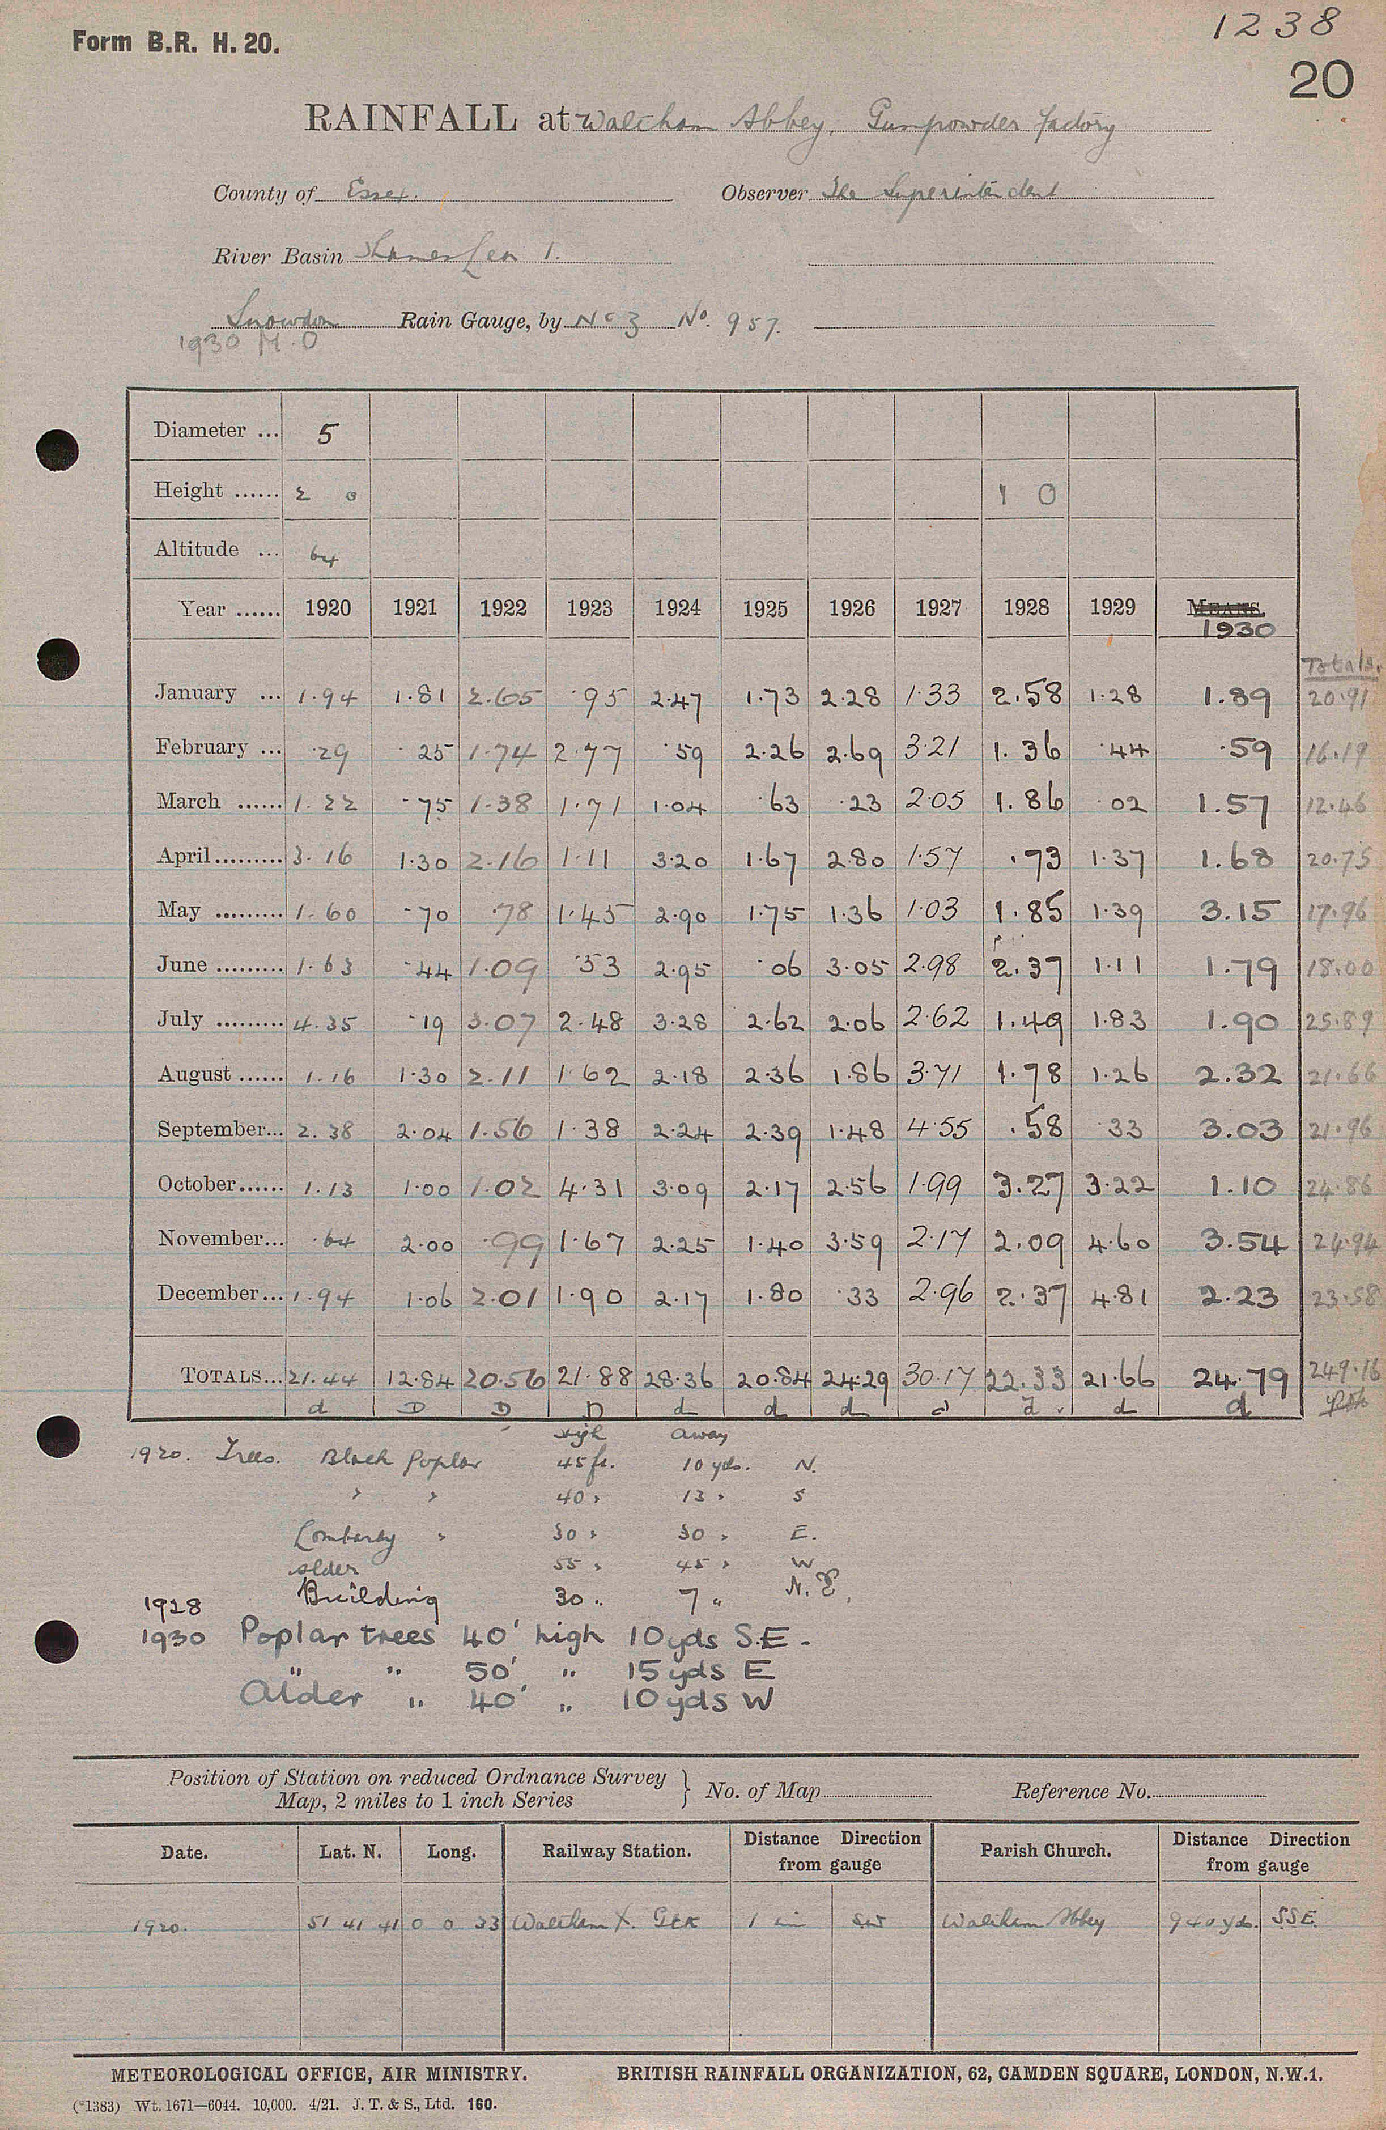 Form B.R. H. 20.
1238
20
RAINFALL at Waltham Abbey. Gunpowder Factory
County of Essex. Observer The Superintendent
River Basin Thames Lea 1.
Snowdon Rain Gauge, by No 3 No. 957.
1930 M.O
Diameter ... 5
Height ...... 2 0 1 0
Altitude ... 64
Year ...... 1920 1921 1922 1923 1924 1925 1926 1927 1928 1929 MEANS. 1930
Totals.
January ... 1.94 1.81 2.65 .95 2.47 1.73 2.28 1.33 2.58 1.28 1.89 20.91
February ... .29 .25 1.74 2.77 .59 2.26 2.69 3.21 1.36 .44 .59 16.19
March ...... 1.22 .75 1.38 1.71 1.04 .63 .23 2.05 1.86 02 1.57 12.46
April ......... 3.16 1.30 2.16 1.11 3.20 1.67 2.80 1.57 .73 1.37 1.68 20.75
May ......... 1.60 .70 .78 1.45 2.90 1.75 1.36 1.03 1.85 1.39 3.15 17.96
June ......... 1.63 .44 1.09 .53 2.95 .06 3.05 2.98 2.37 1.11 1.79 18.00
July ......... 4.35 .19 3.07 2.48 3.28 2.62 2.06 2.62 1.49 1.83 1.90 25.89
August ...... 1.16 1.30 2.11 1.62 2.18 2.36 1.86 3.71 1.78 1.26 2.32 21.66
September... 2.38 2.04 1.56 1.38 2.24 2.39 1.48 4.55 .58 .33 3.03 21.96
October...... 1.13 1.00 1.02 4.31 3.09 2.17 2.56 1.99 3.27 3.22 1.10 24.86
November... .64 2.00 .99 1.67 2.25 1.40 3.59 2.17 2.09 4.60 3.54 24.94
December... 1.94 1.06 2.01 1.90 2.17 1.80 .33 2.96 2.37 4.81 2.23 23.58
TOTALS... 21.44 12.84 20.56 21.88 28.36 20.84 24.29 30.17 22.33 21.66 24.79 249.16
d D D D d d d d d d d
high away
1920. Trees. Black Poplar 45 ft. 10 yds. N.
" " 40 " 13 " S
Lombardy " 30 " 30 " E.
Alder 55 " 45 " W
1928 Building 30 " 7 " N.E.
1930 Poplar trees 40' high 10 yds S.E.
" " 50' " 15 yds E
Alder " 40' " 10 yds W
Position of Station on reduced Ordnance Survey Map, 2 miles to 1 inch Series } No. of Map Reference No.
Date. Lat. N. Long. Railway Station. Distance Direction from gauge Parish Church. Distance Direction from gauge
1920. 51 41 41 0 0 33 Waltham X. GER 1 mi SW Waltham Abbey 940 yds. SSE.
METEOROLOGICAL OFFICE, AIR MINISTRY. BRITISH RAINFALL ORGANIZATION, 62, CAMDEN SQUARE, LONDON, N.W.1.
(*1383) Wt. 1671—6044. 10,000. 4/21. J. T. & S., Ltd. 160.